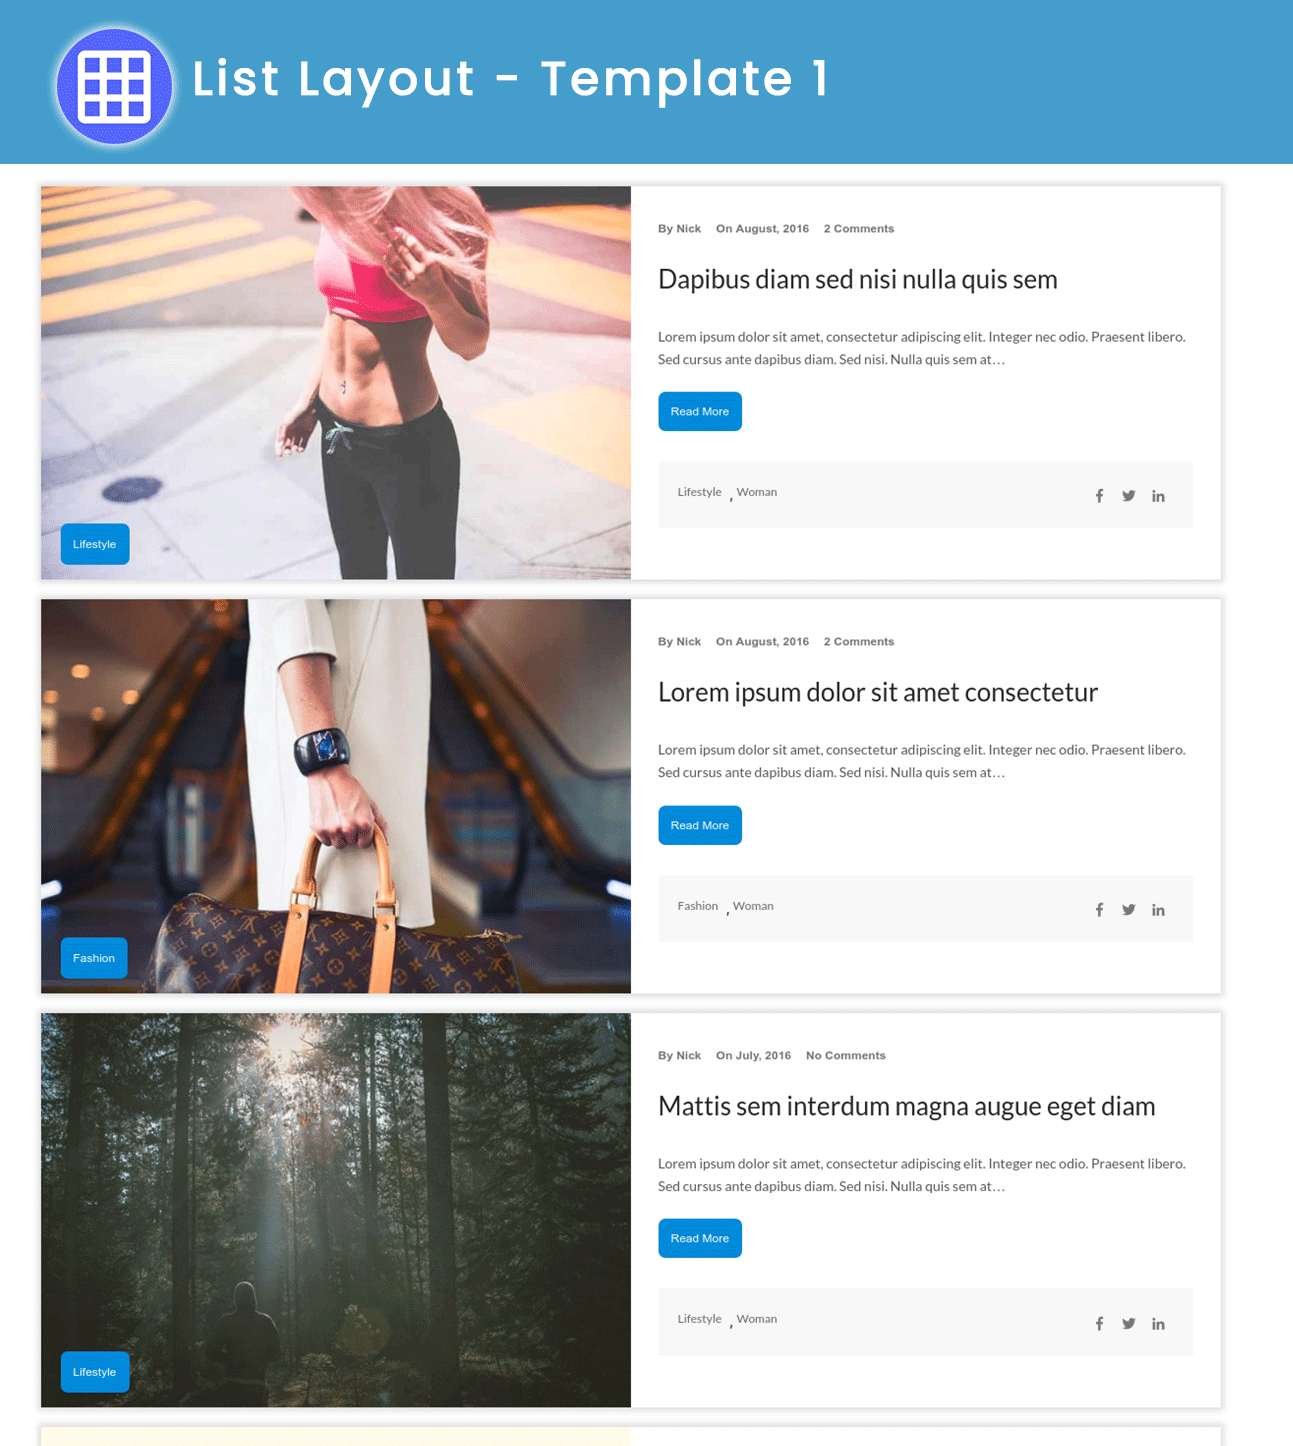 List Layout - Template 1
By Nick On August, 2016 2 Comments
Dapibus diam sed nisi nulla quis sem
Lorem ipsum dolor sit amet, consectetur adipiscing elit. Integer nec odio. Praesent libero.
Sed cursus ante dapibus diam. Sed nisi. Nulla quis sem at...
Read More
Lifestyle , Woman
Lifestyle
By Nick On August, 2016 2 Comments
Lorem ipsum dolor sit amet consectetur
Lorem ipsum dolor sit amet, consectetur adipiscing elit. Integer nec odio. Praesent libero.
Sed cursus ante dapibus diam. Sed nisi. Nulla quis sem at...
Read More
Fashion , Woman
Fashion
By Nick On July, 2016 No Comments
Mattis sem interdum magna augue eget diam
Lorem ipsum dolor sit amet, consectetur adipiscing elit. Integer nec odio. Praesent libero.
Sed cursus ante dapibus diam. Sed nisi. Nulla quis sem at...
Read More
Lifestyle , Woman
Lifestyle